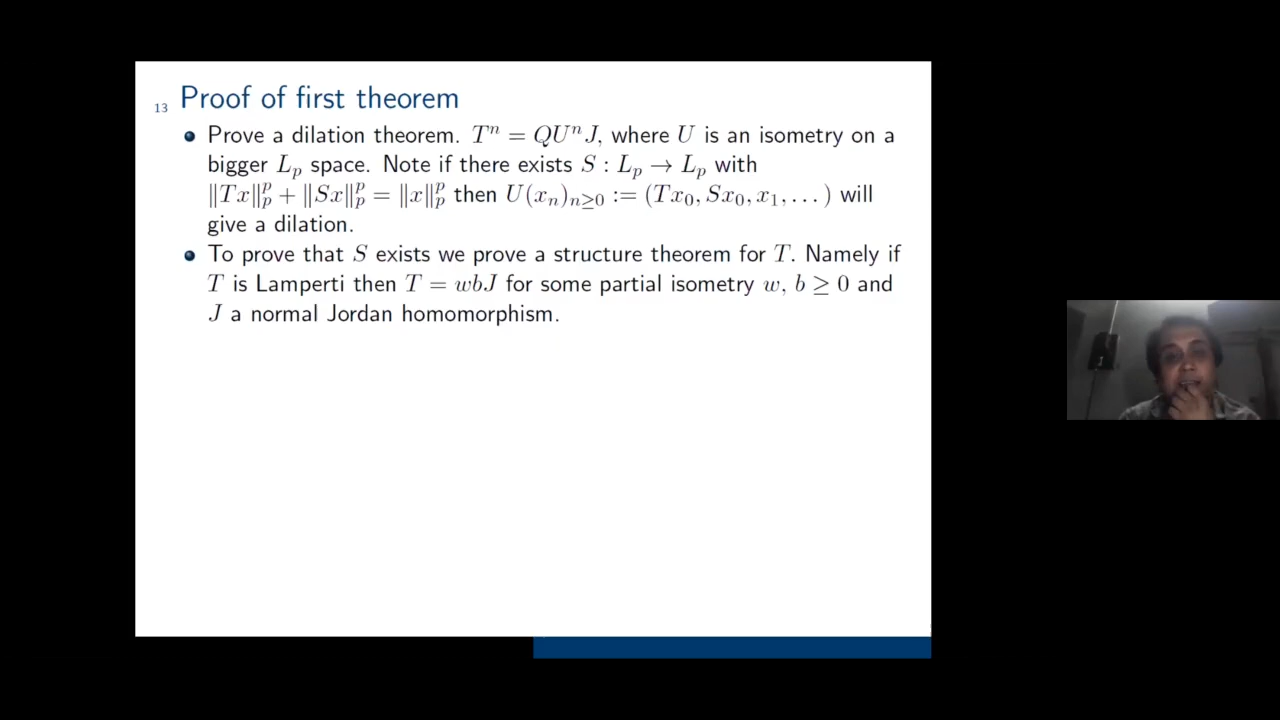 13 Proof of first theorem
• Prove a dilation theorem. $T^n = QU^nJ$, where $U$ is an isometry on a
bigger $L_p$ space. Note if there exists $S : L_p \to L_p$ with
$\|Tx\|_p^p + \|Sx\|_p^p = \|x\|_p^p$ then $U(x_n)_{n\geq 0} := (Tx_0, Sx_0, x_1, \dots)$ will
give a dilation.
• To prove that $S$ exists we prove a structure theorem for $T$. Namely if
$T$ is Lamperti then $T = wbJ$ for some partial isometry $w$, $b \geq 0$ and
$J$ a normal Jordan homomorphism.